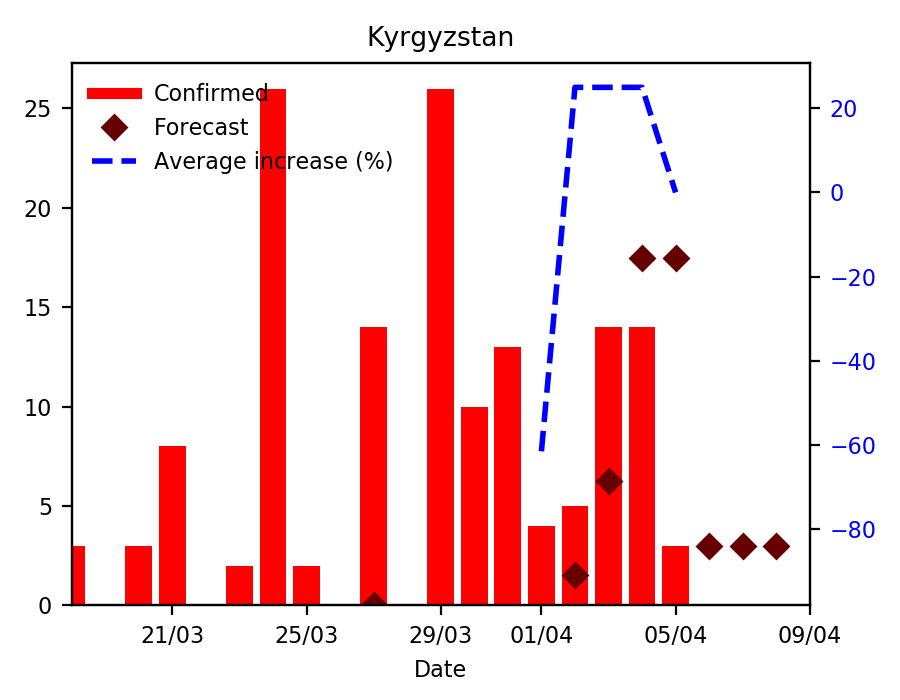 Kyrgyzstan
Confirmed
Forecast
Average increase (%)
25
20
15
10
5
0
20
0
−20
−40
−60
−80
21/03 25/03 29/03 01/04 05/04 09/04
Date